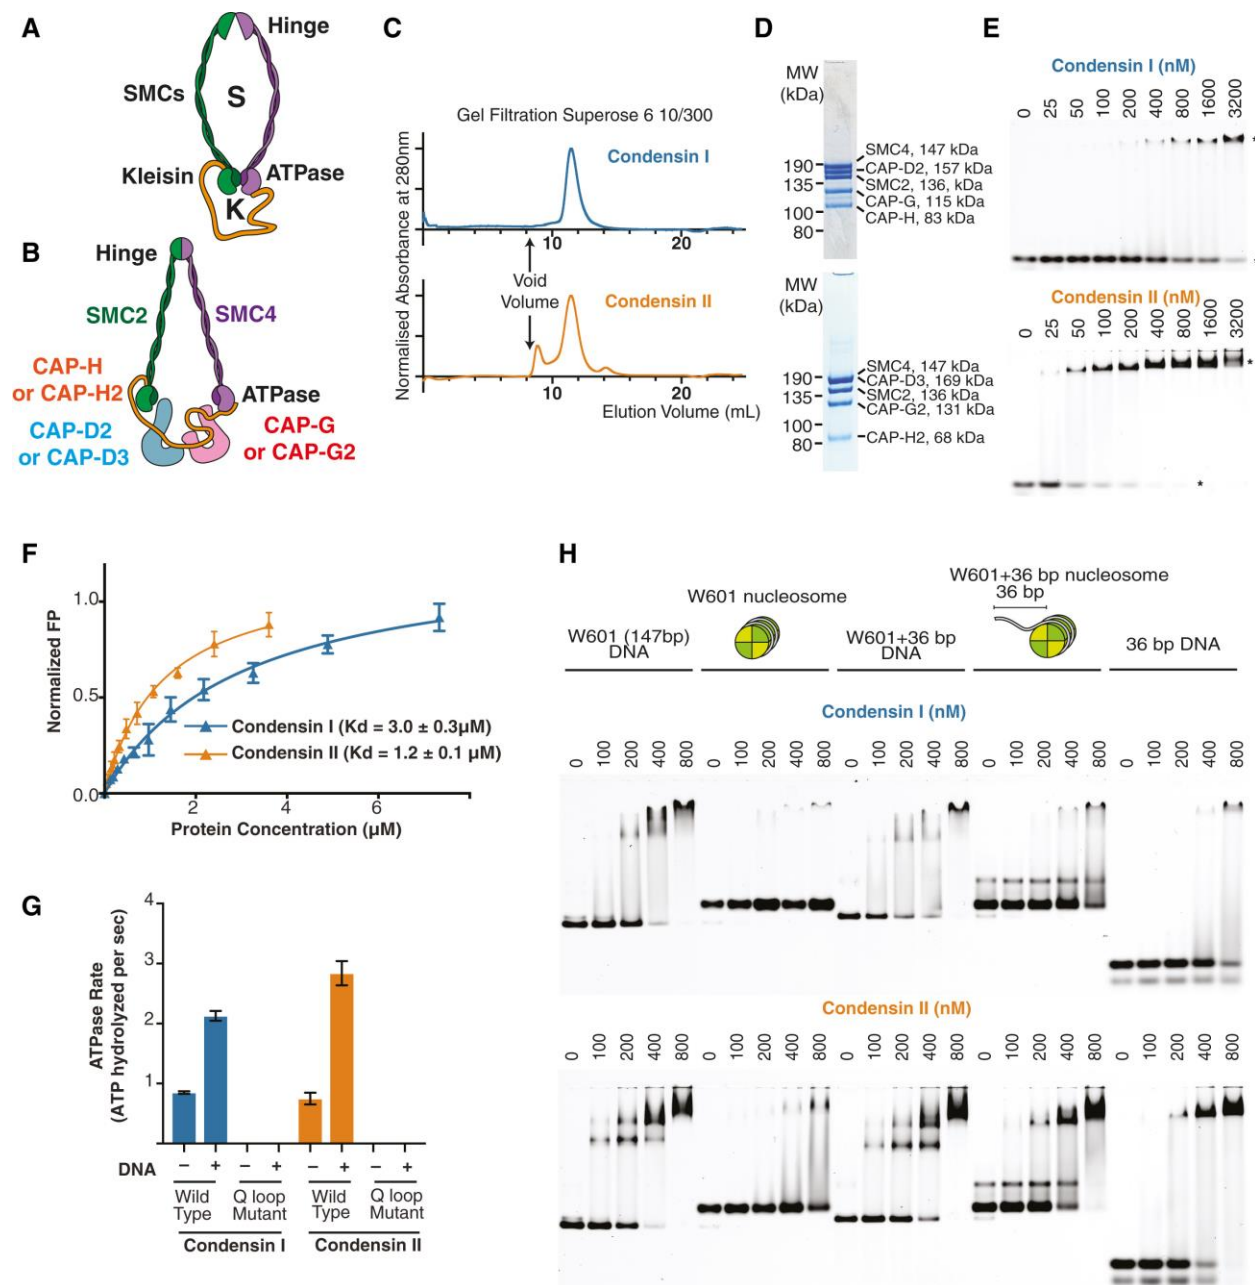 A
Hinge
SMCs
S
Kleisin
ATPase
K
B
Hinge
SMC2
SMC4
CAP-H
or CAP-H2
ATPase
CAP-D2
or CAP-D3
CAP-G
or CAP-G2
C
Gel Filtration Superose 6 10/300
Condensin I
10
20
Void
Volume
Condensin II
10
20
Normalised Absorbance at 280nm
Elution Volume (mL)
D
MW
(kDa)
190
135
100
80
SMC4, 147 kDa
CAP-D2, 157 kDa
SMC2, 136, kDa
CAP-G, 115 kDa
CAP-H, 83 kDa
MW
(kDa)
190
135
100
80
SMC4, 147 kDa
CAP-D3, 169 kDa
SMC2, 136 kDa
CAP-G2, 131 kDa
CAP-H2, 68 kDa
E
Condensin I (nM)
0 25 50 100 200 400 800 1600 3200
*
*
Condensin II (nM)
0 25 50 100 200 400 800 1600 3200
*
*
F
Normalized FP
1.0
0.5
0.0
2 4 6
Condensin I (Kd = 3.0 ± 0.3µM)
Condensin II (Kd = 1.2 ± 0.1 µM)
Protein Concentration (µM)
G
ATPase Rate
(ATP hydrolyzed per sec)
4
3
2
1
DNA − + − + − + − +
Wild
Type
Q loop
Mutant
Wild
Type
Q loop
Mutant
Condensin I
Condensin II
H
W601 (147bp)
DNA
W601 nucleosome
W601+36 bp
DNA
W601+36 bp nucleosome
36 bp
36 bp DNA
Condensin I (nM)
0 100 200 400 800 0 100 200 400 800 0 100 200 400 800 0 100 200 400 800 0 100 200 400 800
Condensin II (nM)
0 100 200 400 800 0 100 200 400 800 0 100 200 400 800 0 100 200 400 800 0 100 200 400 800